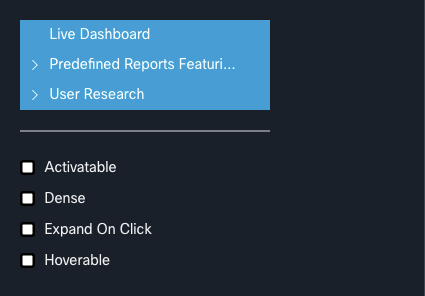 Live Dashboard
Predefined Reports Featuri...
User Research
Activatable
Dense
Expand On Click
Hoverable